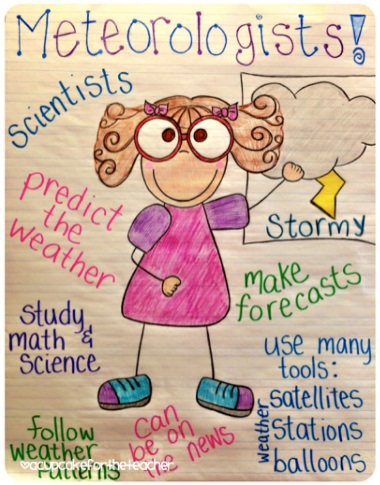 Meteorologists!
scientists
predict
the
weather
Stormy
make
forecasts
study
math &
science
use many
tools:
satellites
weather stations
balloons
follow
weather
patterns
can
be on
the news
♡acupcakefortheteacher